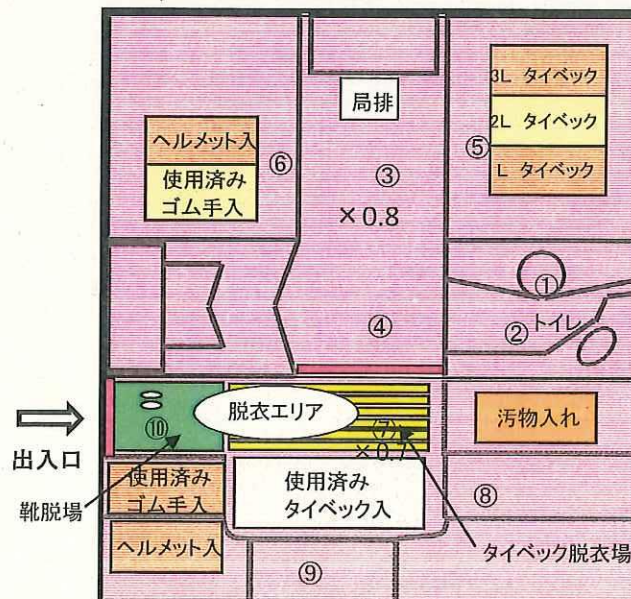 局排
3L タイベック
2L タイベック
L タイベック
⑤
ヘルメット入
使用済み
ゴム手入
⑥
③
×0.8
①
②
トイレ
④
脱衣エリア
⑩
⑦
×0.7
汚物入れ
出入口
靴脱場
使用済み
ゴム手入
使用済み
タイベック入
⑧
ヘルメット入
タイベック脱衣場
⑨